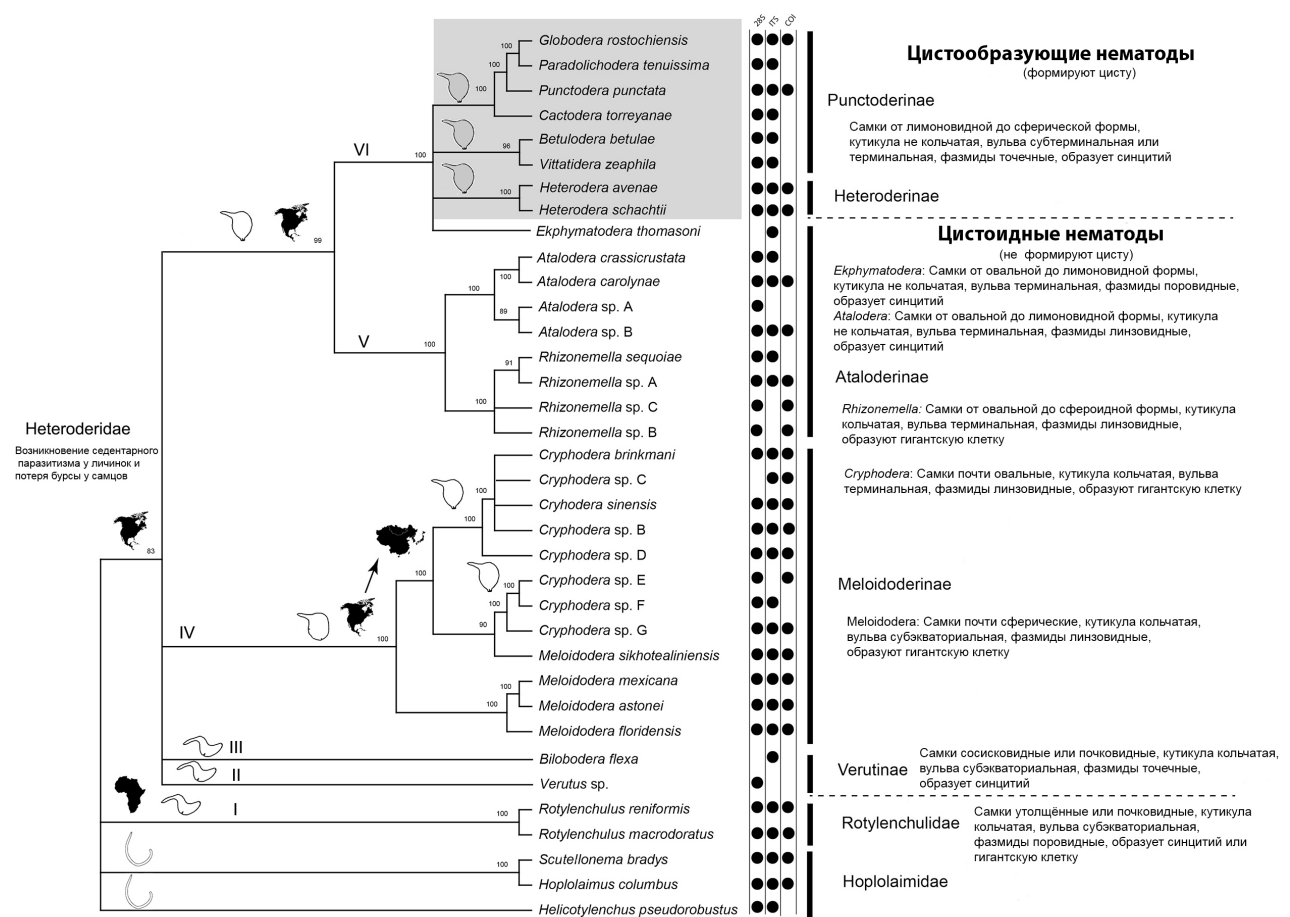 28S ITS COI
Globodera rostochiensis
Paradolichodera tenuissima
Punctodera punctata
Cactodera torreyanae
Betulodera betulae
Vittatidera zeaphila
Heterodera avenae
Heterodera schachtii
Ekphymatodera thomasoni
Atalodera crassicrustata
Atalodera carolynae
Atalodera sp. A
Atalodera sp. B
Rhizonemella sequoiae
Rhizonemella sp. A
Rhizonemella sp. C
Rhizonemella sp. B
Cryphodera brinkmani
Cryphodera sp. C
Cryhodera sinensis
Cryphodera sp. B
Cryphodera sp. D
Cryphodera sp. E
Cryphodera sp. F
Cryphodera sp. G
Meloidodera sikhotealiniensis
Meloidodera mexicana
Meloidodera astonei
Meloidodera floridensis
Bilobodera flexa
Verutus sp.
Rotylenchulus reniformis
Rotylenchulus macrodoratus
Scutellonema bradys
Hoplolaimus columbus
Helicotylenchus pseudorobustus
100
100
100
100
96
100
VI
99
100
100
89
100
V
91
100
Heteroderidae
Возникновение седентарного
паразитизма у личинок и
потеря бурсы у самцов
83
100
100
100
100
100
90
IV
100
100
100
III
II
I
100
100
Цистообразующие нематоды
(формируют цисту)
Punctoderinae
Самки от лимоновидной до сферической формы,
кутикула не кольчатая, вульва субтерминальная или
терминальная, фазмиды точечные, образует синцитий
Heteroderinae
Цистоидные нематоды
(не формируют цисту)
Ekphymatodera: Самки от овальной до лимоновидной формы,
кутикула не кольчатая, вульва терминальная, фазмиды поровидные,
образует синцитий
Atalodera: Самки от овальной до лимоновидной формы, кутикула
не кольчатая, вульва терминальная, фазмиды линзовидные,
образует синцитий
Ataloderinae
Rhizonemella: Самки от овальной до сфероидной формы, кутикула
кольчатая, вульва терминальная, фазмиды линзовидные,
образуют гигантскую клетку
Cryphodera: Самки почти овальные, кутикула кольчатая, вульва
терминальная, фазмиды линзовидные, образуют гигантскую клетку
Meloidoderinae
Meloidodera: Самки почти сферические, кутикула кольчатая,
вульва субэкваториальная, фазмиды линзовидные,
образуют гигантскую клетку
Verutinae
Самки сосисковидные или почковидные, кутикула кольчатая,
вульва субэкваториальная, фазмиды точечные,
образует синцитий
Rotylenchulidae
Самки утолщённые или почковидные, кутикула
кольчатая, вульва субэкваториальная,
фазмиды поровидные, образует синцитий или
гигантскую клетку
Hoplolaimidae